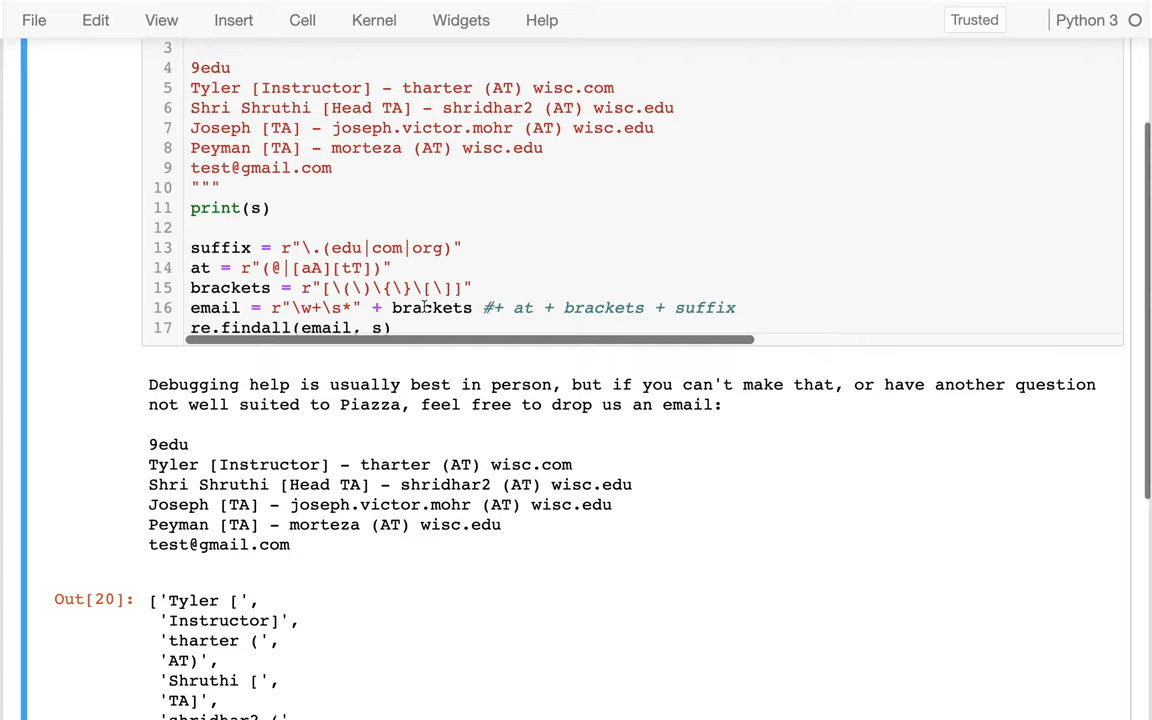 File Edit View Insert Cell Kernel Widgets Help Trusted Python 3
3
4 9edu
5 Tyler [Instructor] - tharter (AT) wisc.com
6 Shri Shruthi [Head TA] - shridhar2 (AT) wisc.edu
7 Joseph [TA] - joseph.victor.mohr (AT) wisc.edu
8 Peyman [TA] - morteza (AT) wisc.edu
9 test@gmail.com
10 """
11 print(s)
12
13 suffix = r"\.(edu|com|org)"
14 at = r"(@|[aA][tT])"
15 brackets = r"[\(\)\{\}\[\]]"
16 email = r"\w+\s*" + brackets #+ at + brackets + suffix
17 re.findall(email, s)
Debugging help is usually best in person, but if you can't make that, or have another question
not well suited to Piazza, feel free to drop us an email:
9edu
Tyler [Instructor] - tharter (AT) wisc.com
Shri Shruthi [Head TA] - shridhar2 (AT) wisc.edu
Joseph [TA] - joseph.victor.mohr (AT) wisc.edu
Peyman [TA] - morteza (AT) wisc.edu
test@gmail.com
Out[20]: ['Tyler [',
'Instructor]',
'tharter (',
'AT)',
'Shruthi [',
'TA]',
'shridhar2 ('